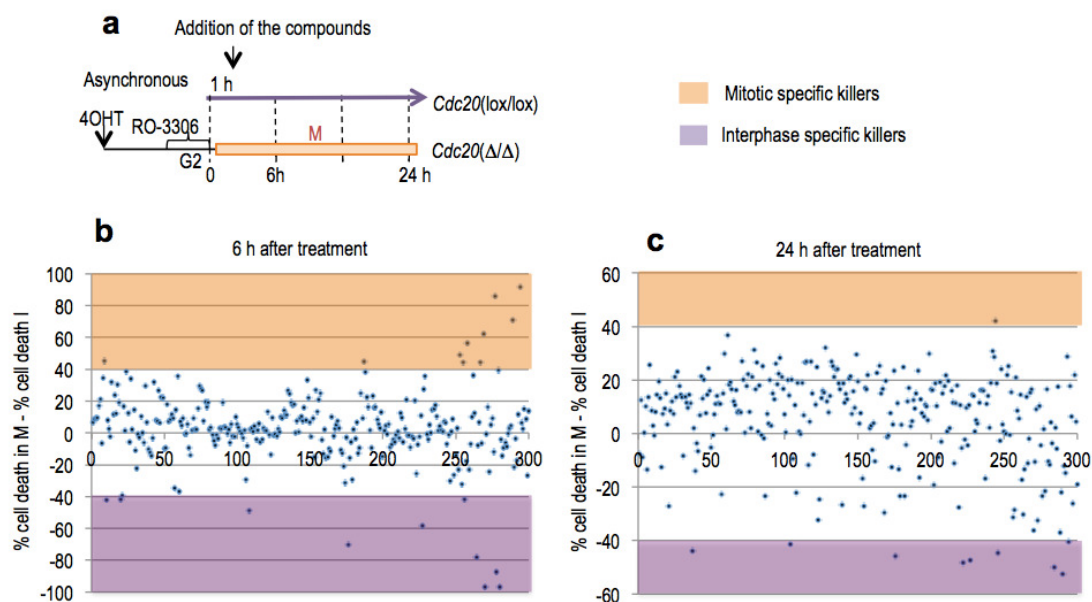 a
Addition of the compounds
Asynchronous
1 h
Cdc20(lox/lox)
4OHT
RO-3306
M
G2
Cdc20(Δ/Δ)
0
6h
24 h
Mitotic specific killers
Interphase specific killers
b
6 h after treatment
% cell death in M - % cell death I
100
80
60
40
20
0
-20
-40
-60
-80
-100
0 50 100 150 200 250 300
c
24 h after treatment
% cell death in M - % cell death I
60
40
20
0
-20
-40
-60
0 50 100 150 200 250 300